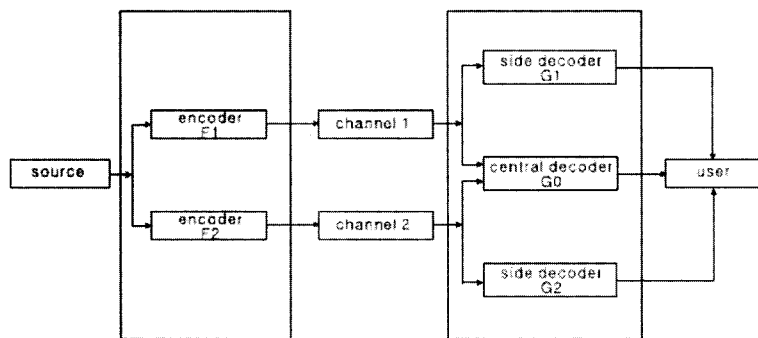 side decoder
G1
encoder
F1
channel 1
source
central decoder
G0
user
encoder
F2
channel 2
side decoder
G2